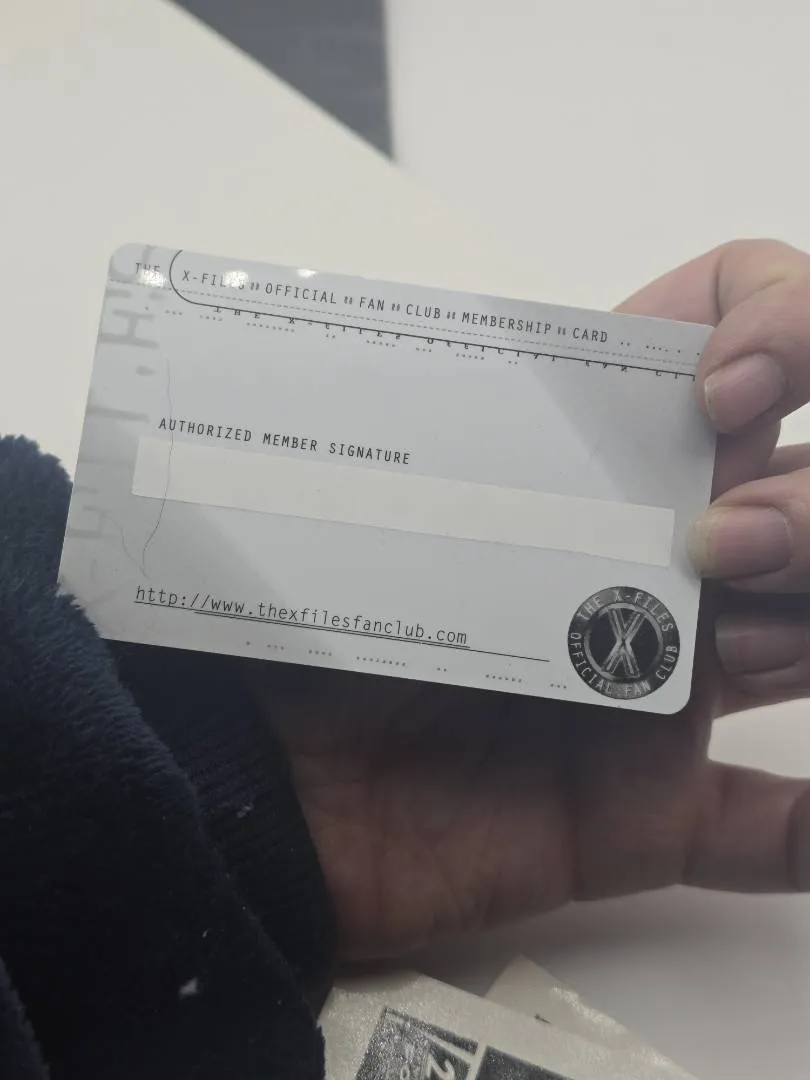 THE X-FILES OFFICIAL FAN CLUB MEMBERSHIP CARD
AUTHORIZED MEMBER SIGNATURE
http://www.thexfilesfanclub.com
THE X-FILES
X
OFFICIAL FAN CLUB